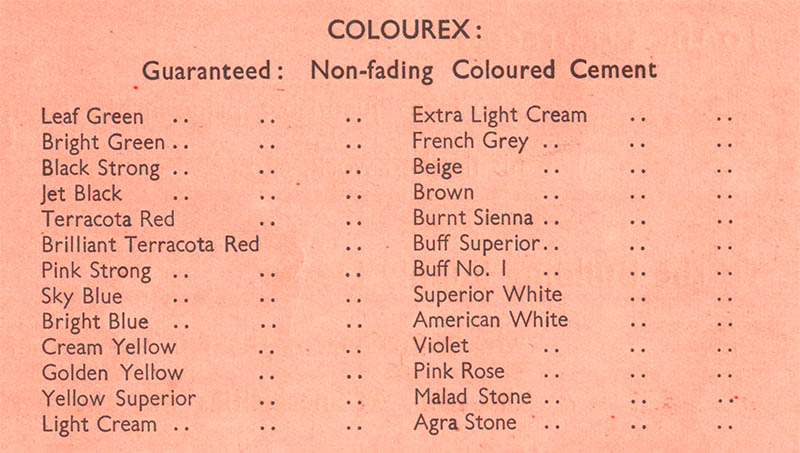 COLOUREX:
Guaranteed: Non-fading Coloured Cement
Leaf Green .. .. ..
Bright Green .. .. ..
Black Strong .. .. ..
Jet Black .. .. ..
Terracota Red .. ..
Brilliant Terracota Red ..
Pink Strong .. .. ..
Sky Blue .. .. ..
Bright Blue .. .. ..
Cream Yellow .. ..
Golden Yellow .. ..
Yellow Superior .. ..
Light Cream .. .. ..
Extra Light Cream .. ..
French Grey .. .. ..
Beige .. .. ..
Brown .. .. ..
Burnt Sienna .. .. ..
Buff Superior .. .. ..
Buff No. 1 .. .. ..
Superior White .. ..
American White .. ..
Violet .. .. ..
Pink Rose .. .. ..
Malad Stone .. .. ..
Agra Stone .. .. ..